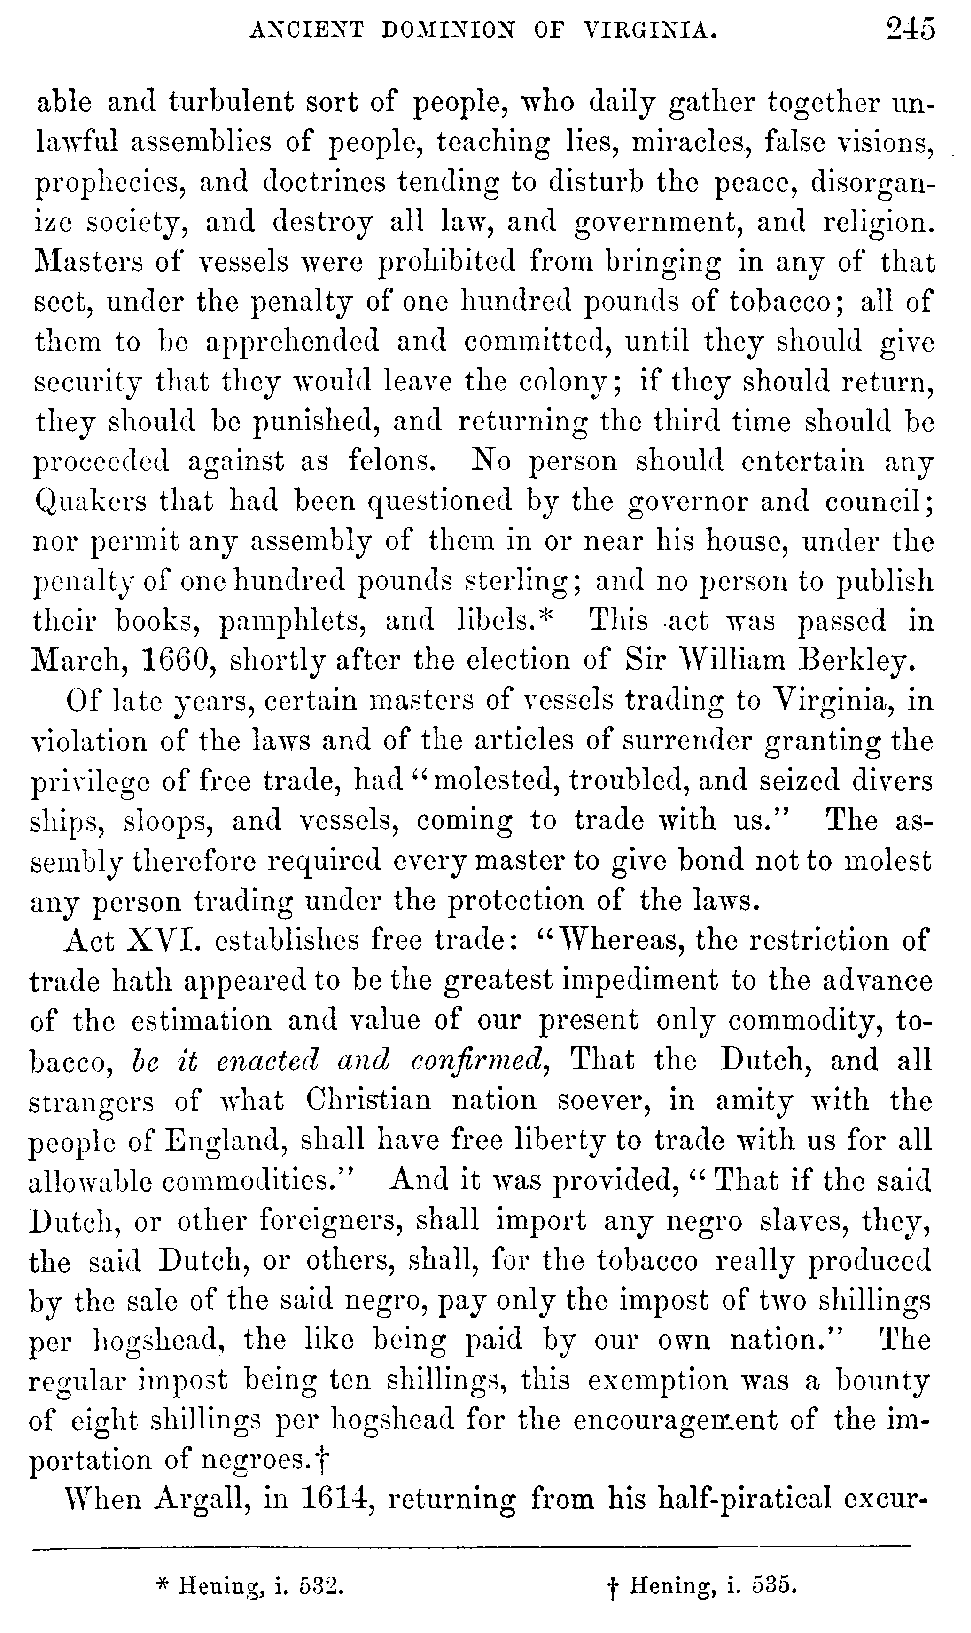 ANCIENT DOMINION OF VIRGINIA. 245
able and turbulent sort of people, who daily gather together un-
lawful assemblies of people, teaching lies, miracles, false visions,
prophecies, and doctrines tending to disturb the peace, disorgan-
ize society, and destroy all law, and government, and religion.
Masters of vessels were prohibited from bringing in any of that
sect, under the penalty of one hundred pounds of tobacco; all of
them to be apprehended and committed, until they should give
security that they would leave the colony; if they should return,
they should be punished, and returning the third time should be
proceeded against as felons. No person should entertain any
Quakers that had been questioned by the governor and council;
nor permit any assembly of them in or near his house, under the
penalty of one hundred pounds sterling; and no person to publish
their books, pamphlets, and libels.* This act was passed in
March, 1660, shortly after the election of Sir William Berkley.
Of late years, certain masters of vessels trading to Virginia, in
violation of the laws and of the articles of surrender granting the
privilege of free trade, had "molested, troubled, and seized divers
ships, sloops, and vessels, coming to trade with us." The as-
sembly therefore required every master to give bond not to molest
any person trading under the protection of the laws.
Act XVI. establishes free trade: "Whereas, the restriction of
trade hath appeared to be the greatest impediment to the advance
of the estimation and value of our present only commodity, to-
bacco, be it enacted and confirmed, That the Dutch, and all
strangers of what Christian nation soever, in amity with the
people of England, shall have free liberty to trade with us for all
allowable commodities." And it was provided, "That if the said
Dutch, or other foreigners, shall import any negro slaves, they,
the said Dutch, or others, shall, for the tobacco really produced
by the sale of the said negro, pay only the impost of two shillings
per hogshead, the like being paid by our own nation." The
regular impost being ten shillings, this exemption was a bounty
of eight shillings per hogshead for the encouragement of the im-
portation of negroes.†
When Argall, in 1614, returning from his half-piratical excur-
* Hening, i. 532. † Hening, i. 535.